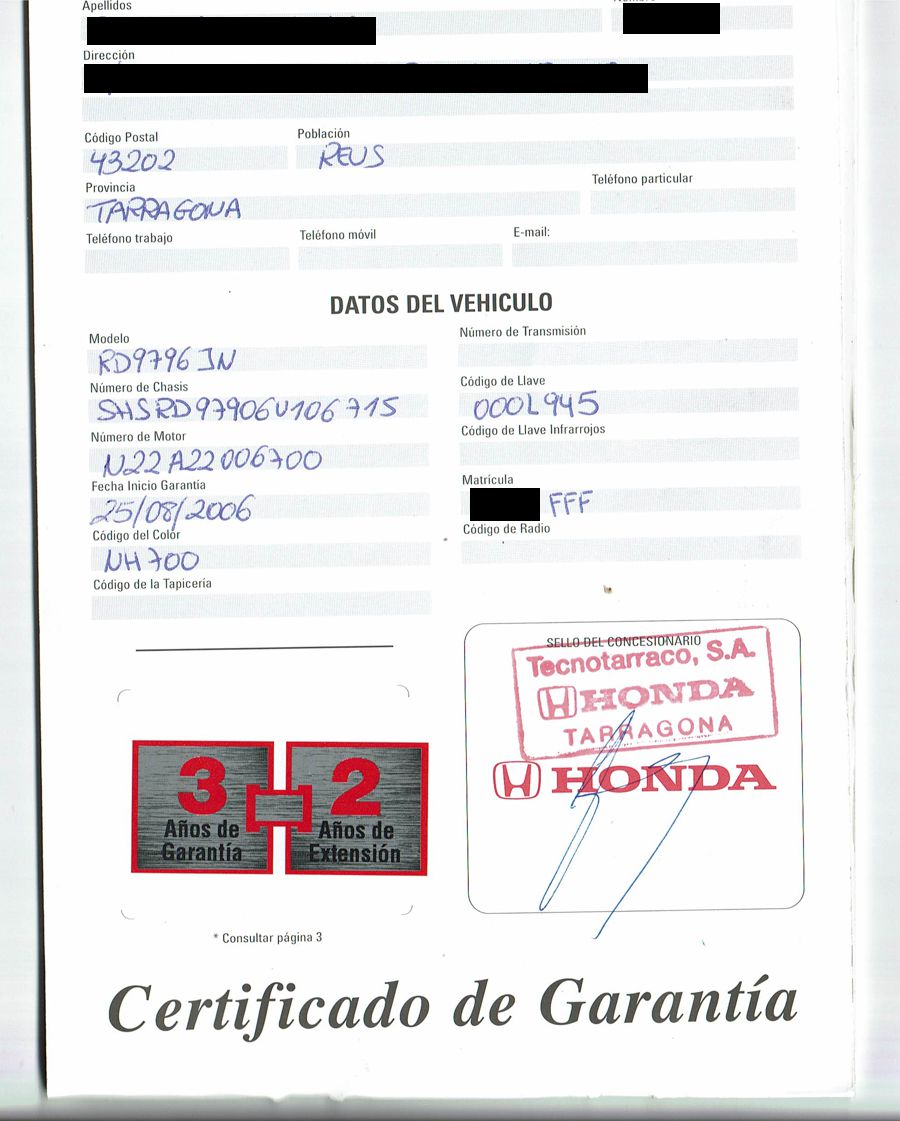 Apellidos
Dirección
Código Postal Población
43202 REUS
Provincia Teléfono particular
TARRAGONA
Teléfono trabajo Teléfono móvil E-mail:
DATOS DEL VEHICULO
Modelo Número de Transmisión
RD9796JN
Número de Chasis Código de Llave
SHSRD97906U106715 000L945
Número de Motor Código de Llave Infrarrojos
N22A22006700
Fecha Inicio Garantía Matrícula
25/08/2006 FFF
Código del Color Código de Radio
NH700
Código de la Tapicería
SELLO DEL CONCESIONARIO
Tecnotarraco, S.A.
HONDA
TARRAGONA
HONDA
3 2
Años de Años de
Garantía Extensión
* Consultar página 3
Certificado de Garantía